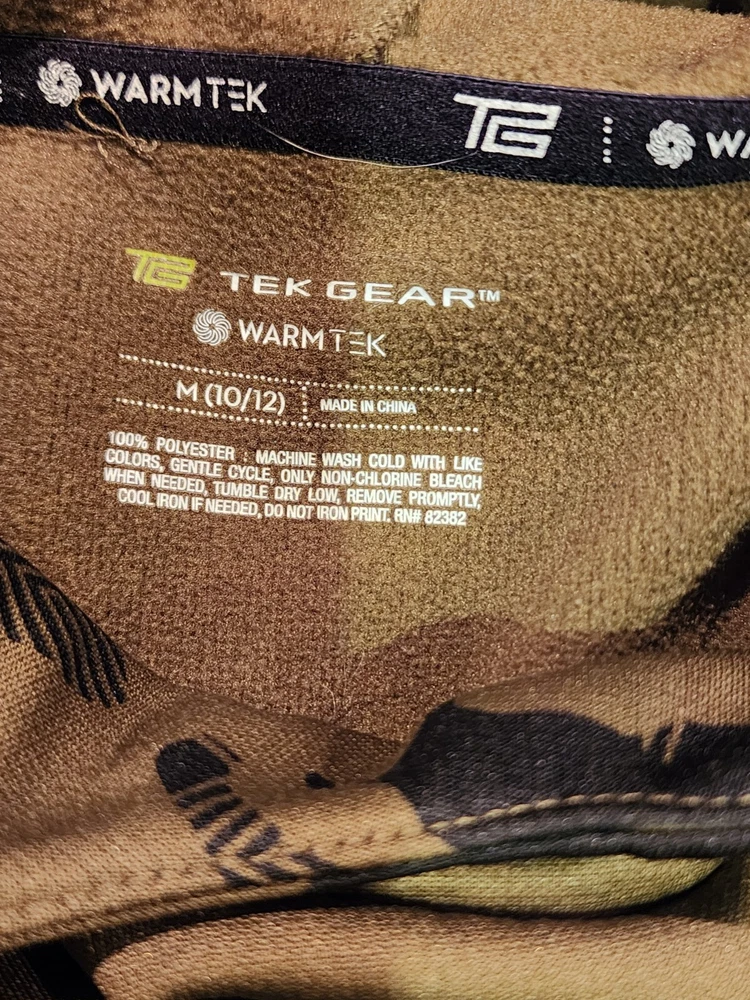 WARMTEK TG WA
TG TEK GEAR™
WARMTEK
M (10/12) MADE IN CHINA
100% POLYESTER : MACHINE WASH COLD WITH LIKE
COLORS, GENTLE CYCLE, ONLY NON-CHLORINE BLEACH
WHEN NEEDED, TUMBLE DRY LOW, REMOVE PROMPTLY,
COOL IRON IF NEEDED, DO NOT IRON PRINT. RN# 82382